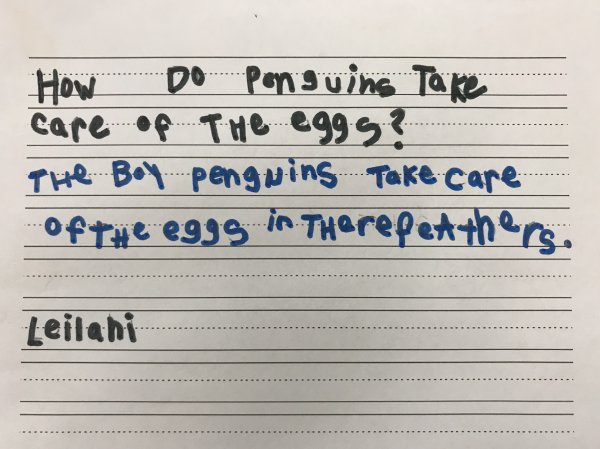 How Do Penguins Take
care of THe eggs?
THe Boy penguins Take care
of THe eggs in THerefeAthers.
Leilani